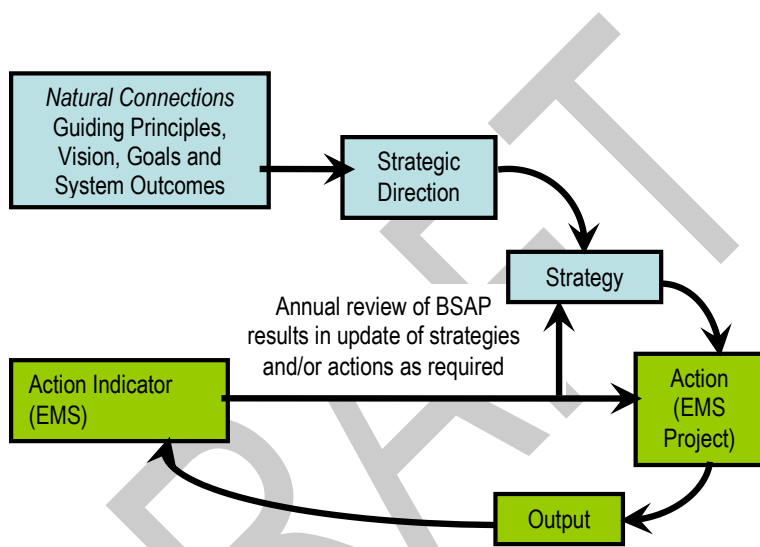 Natural Connections
Guiding Principles,
Vision, Goals and
System Outcomes
Strategic
Direction
Strategy
Annual review of BSAP
results in update of strategies
and/or actions as required
Action Indicator
(EMS)
Action
(EMS
Project)
Output
DRAFT